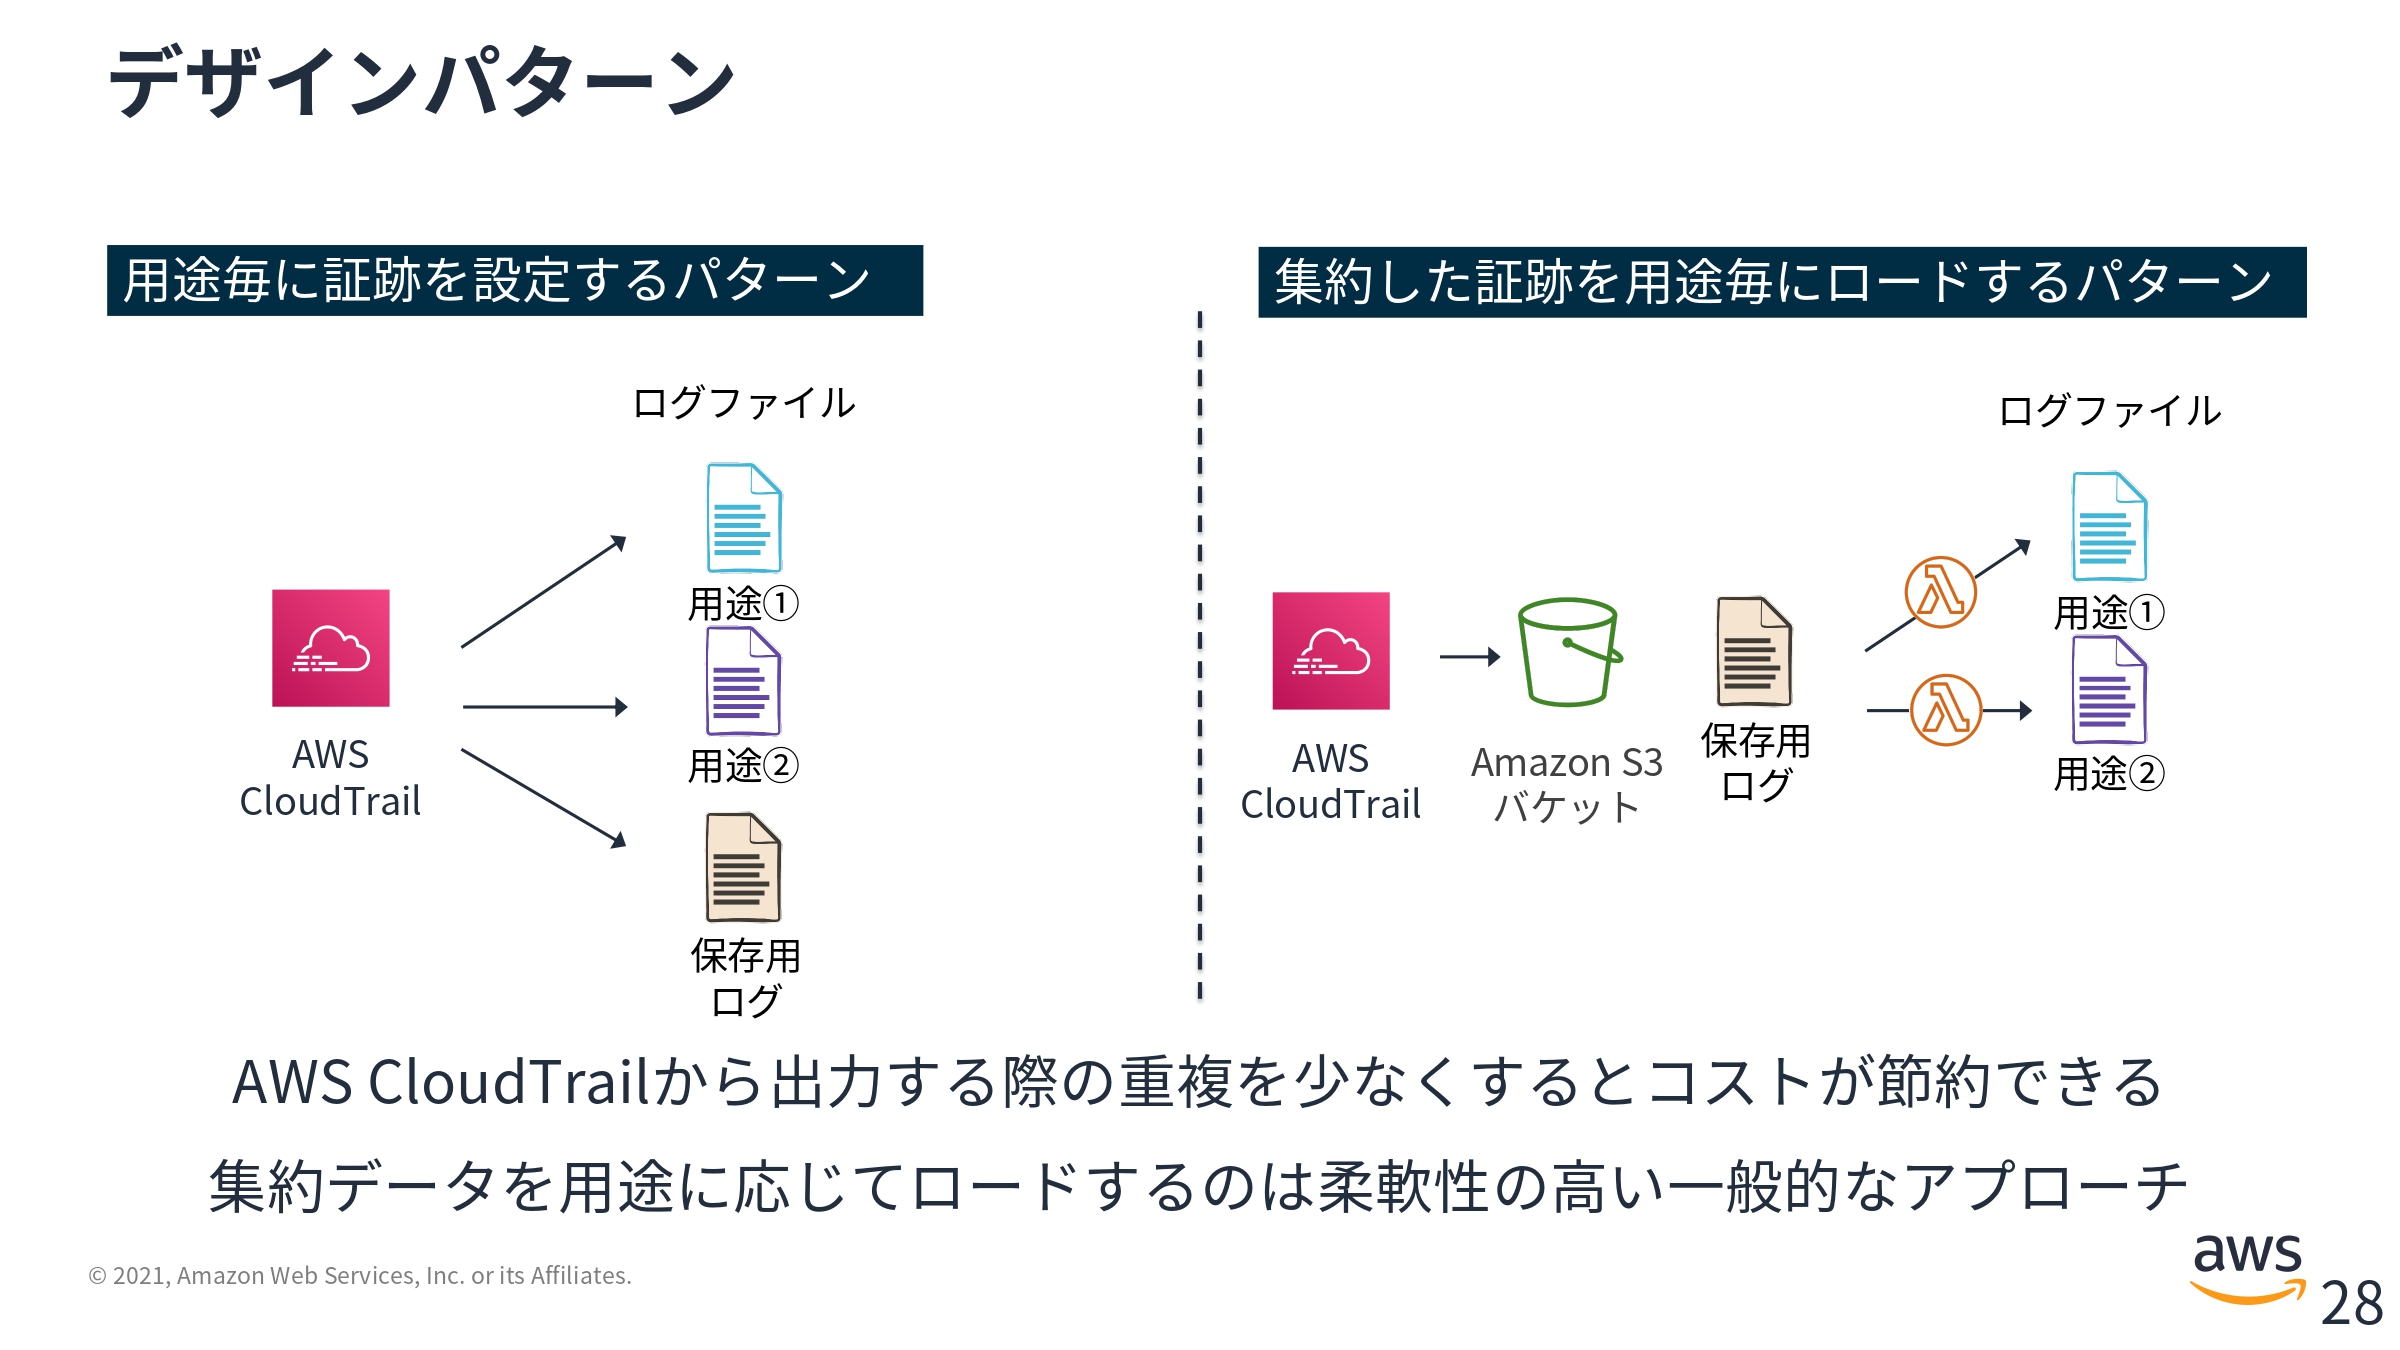 デザインパターン
用途毎に証跡を設定するパターン
ログファイル
用途①
用途②
AWS
CloudTrail
保存用
ログ
集約した証跡を用途毎にロードするパターン
ログファイル
用途①
用途②
AWS
CloudTrail
Amazon S3
バケット
保存用
ログ
AWS CloudTrailから出力する際の重複を少なくするとコストが節約できる
集約データを用途に応じてロードするのは柔軟性の高い一般的なアプローチ
© 2021, Amazon Web Services, Inc. or its Affiliates.
aws
28